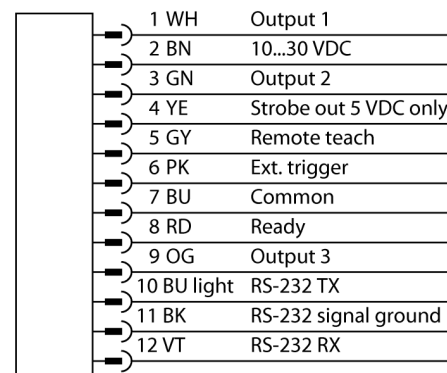 1 WH Output 1
2 BN 10...30 VDC
3 GN Output 2
4 YE Strobe out 5 VDC only
5 GY Remote teach
6 PK Ext. trigger
7 BU Common
8 RD Ready
9 OG Output 3
10 BU light RS-232 TX
11 BK RS-232 signal ground
12 VT RS-232 RX